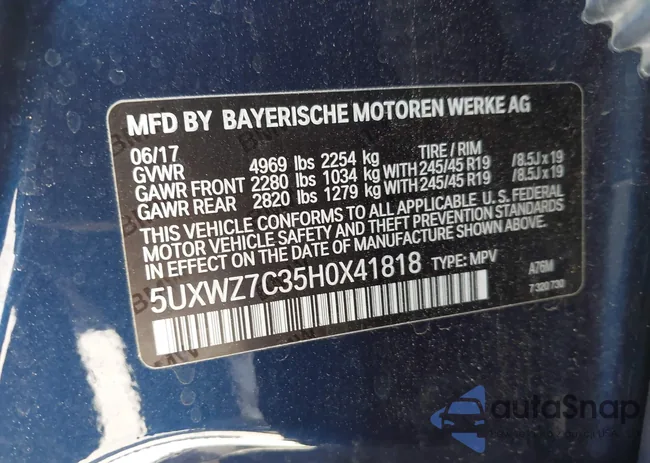 MFD BY BAYERISCHE MOTOREN WERKE AG
06/17 TIRE / RIM
GVWR 4969 lbs 2254 kg
GAWR FRONT 2280 lbs 1034 kg WITH 245/45 R19 /8.5J x 19
GAWR REAR 2820 lbs 1279 kg WITH 245/45 R19 /8.5J x 19
THIS VEHICLE CONFORMS TO ALL APPLICABLE U. S. FEDERAL
MOTOR VEHICLE SAFETY AND THEFT PREVENTION STANDARDS
IN EFFECT ON THE DATE OF MANUFACTURE SHOWN ABOVE.
5UXWZ7C35H0X41818 TYPE: MPV A76M
7 320 730
autoSnap